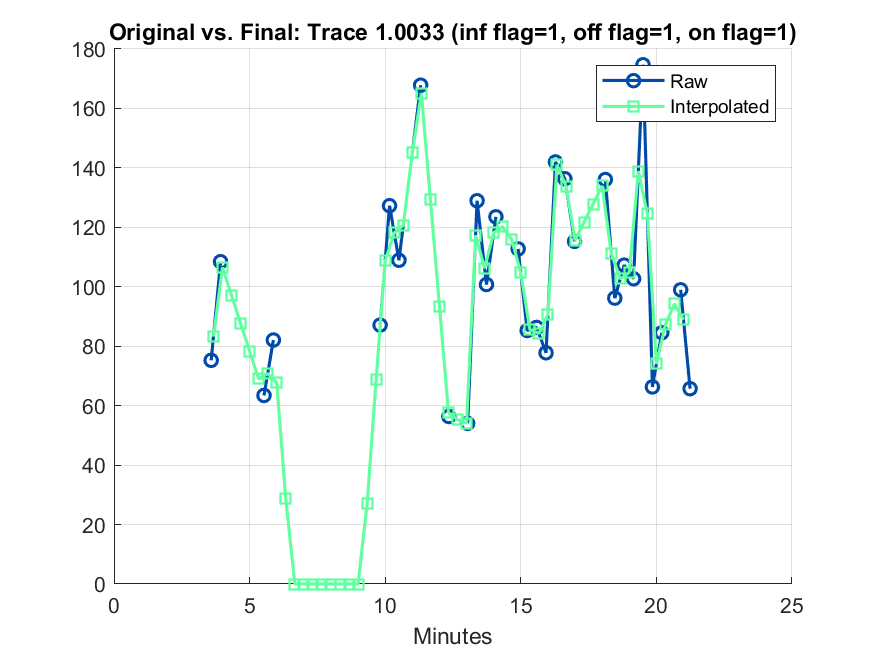 Original vs. Final: Trace 1.0033 (inf flag=1, off flag=1, on flag=1)
180
160
140
120
100
80
60
40
20
0
Raw
Interpolated
0 5 10 15 20 25
Minutes